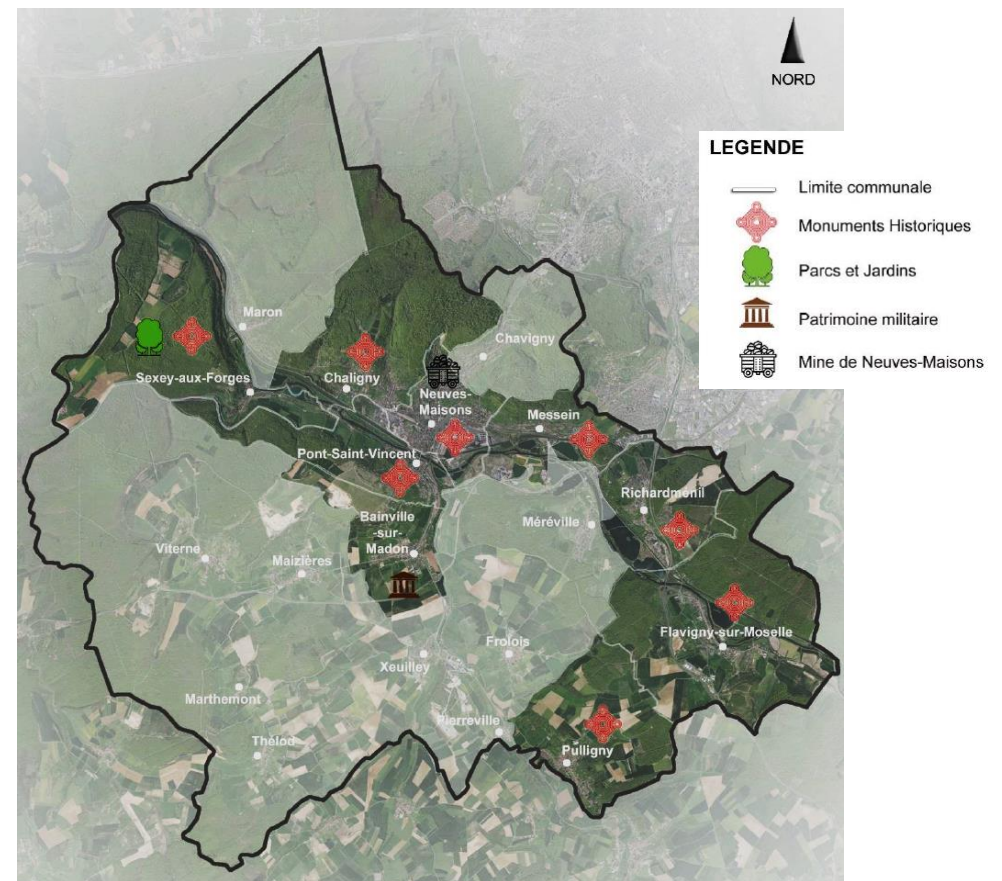 NORD
LEGENDE
Limite communale
Monuments Historiques
Parcs et Jardins
Patrimoine militaire
Mine de Neuves-Maisons
Maron
Chavigny
Sexey-aux-Forges
Chaligny
Neuves-
Maisons
Messein
Pont-Saint-Vincent
Richardménil
Bainville
-sur-
Madon
Méréville
Viterne
Maizières
Flavigny-sur-Moselle
Frolois
Xeuilley
Marthemont
Pierreville
Thélod
Pulligny